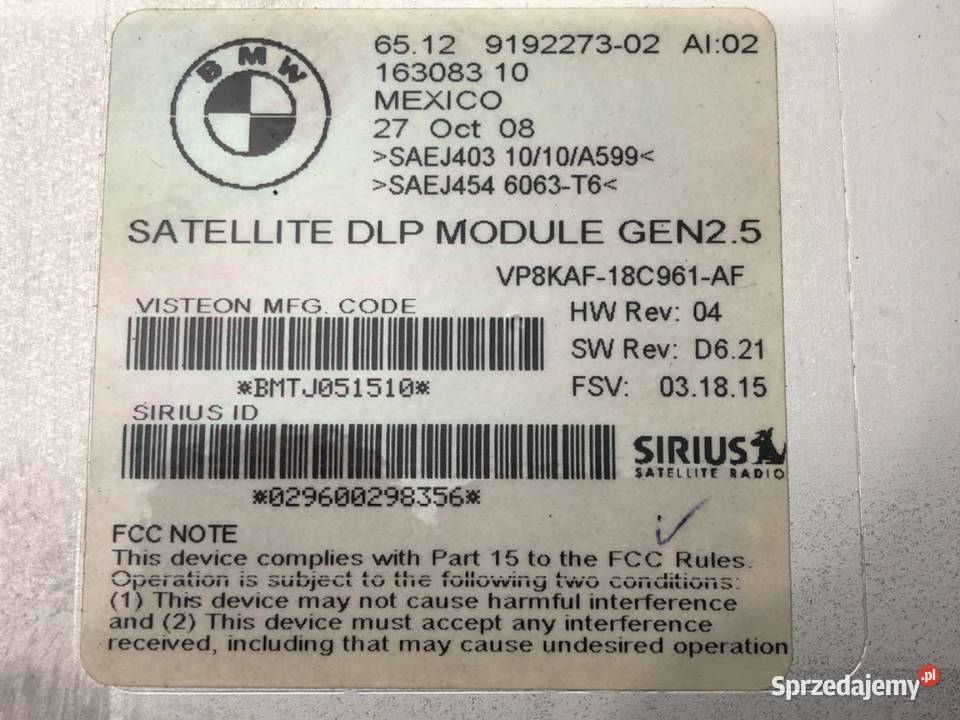 BMW
65.12 9192273-02 AI:02
163083 10
MEXICO
27 Oct 08
>SAEJ403 10/10/A599<
>SAEJ454 6063-T6<
SATELLITE DLP MODULE GEN2.5
VP8KAF-18C961-AF
VISTEON MFG. CODE
HW Rev: 04
SW Rev: D6.21
*BMTJ051510*
FSV: 03.18.15
SIRIUS ID
SIRIUS
SATELLITE RADIO
*029600298356*
FCC NOTE
This device complies with Part 15 to the FCC Rules.
Operation is subject to the following two conditions:
(1) This device may not cause harmful interference
and (2) This device must accept any interference
received, including that may cause undesired operation
Sprzedajemy.pl